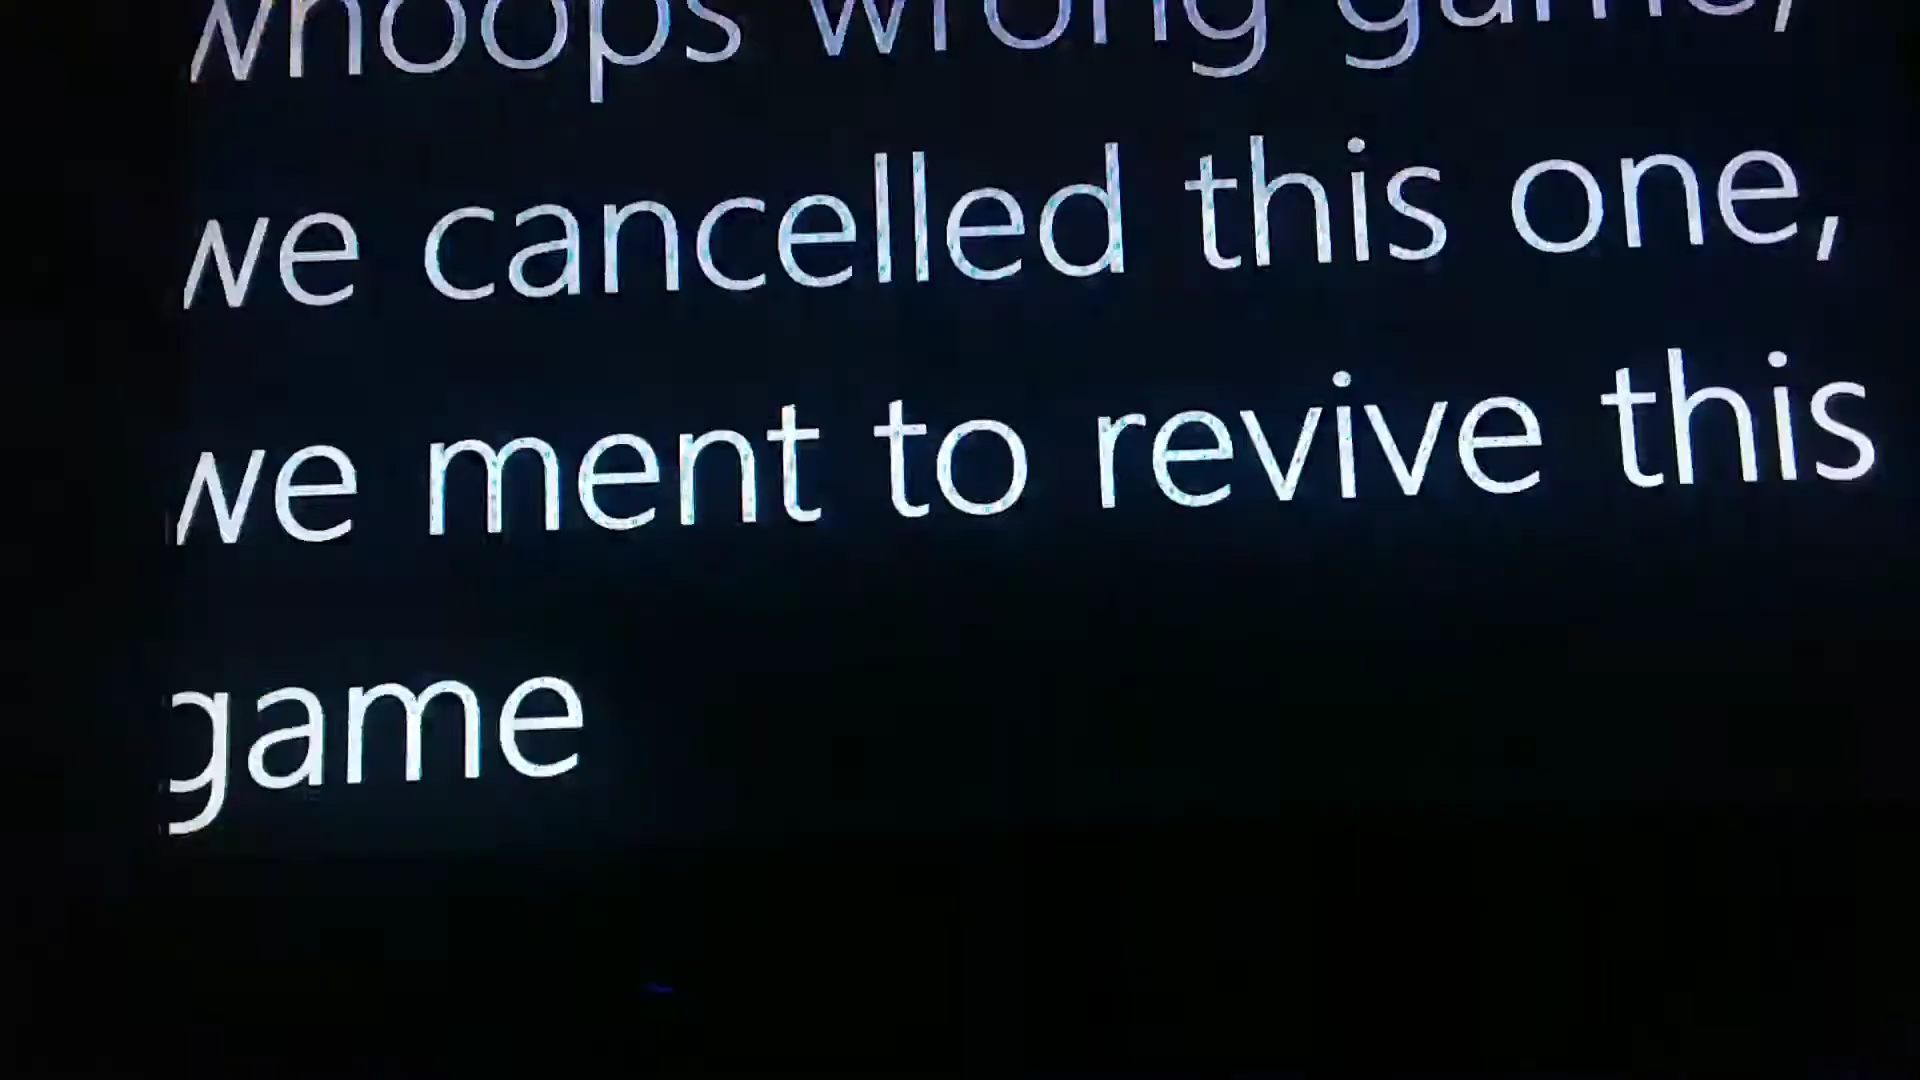 whoops wrong game,
we cancelled this one,
we ment to revive this
game